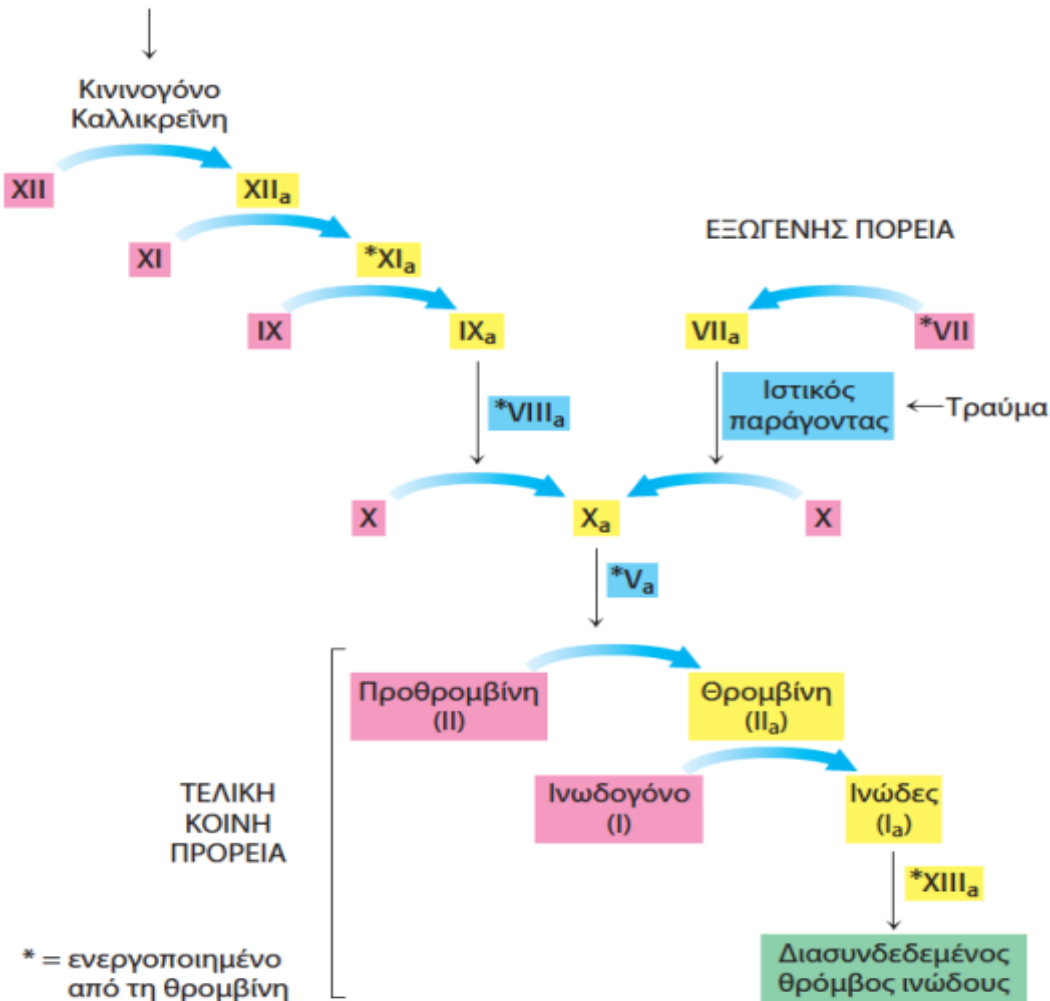 Κινινογόνο
Καλλικρεΐνη
XII
XIIa
XI
*XIa
ΕΞΩΓΕΝΗΣ ΠΟΡΕΙΑ
IX
IXa
VIIa
*VII
*VIIIa
Ιστικός
παράγοντας
Τραύμα
X
Xa
X
*Va
Προθρομβίνη
(II)
Θρομβίνη
(IIa)
Ινωδογόνο
(I)
Ινώδες
(Ia)
ΤΕΛΙΚΗ
ΚΟΙΝΗ
ΠΡΟΡΕΙΑ
*XIIIa
Διασυνδεδεμένος
θρόμβος ινώδους
* = ενεργοποιημένο
από τη θρομβίνη